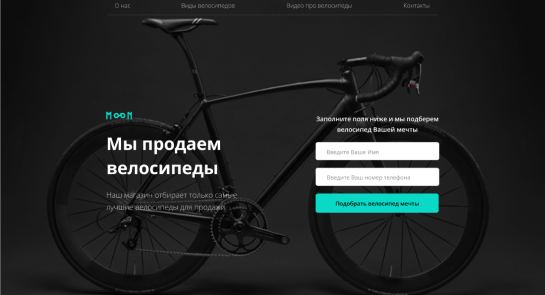 О нас
Виды велосипедов
Видео про велосипеды
Контакты
MOON
Мы продаем
велосипеды
Наш магазин отбирает только самые
лучшие велосипеды для продажи
Заполните поля ниже и мы подберем
велосипед Вашей мечты
Введите Ваше Имя
Введите Ваш номер телефона
Подобрать велосипед мечты